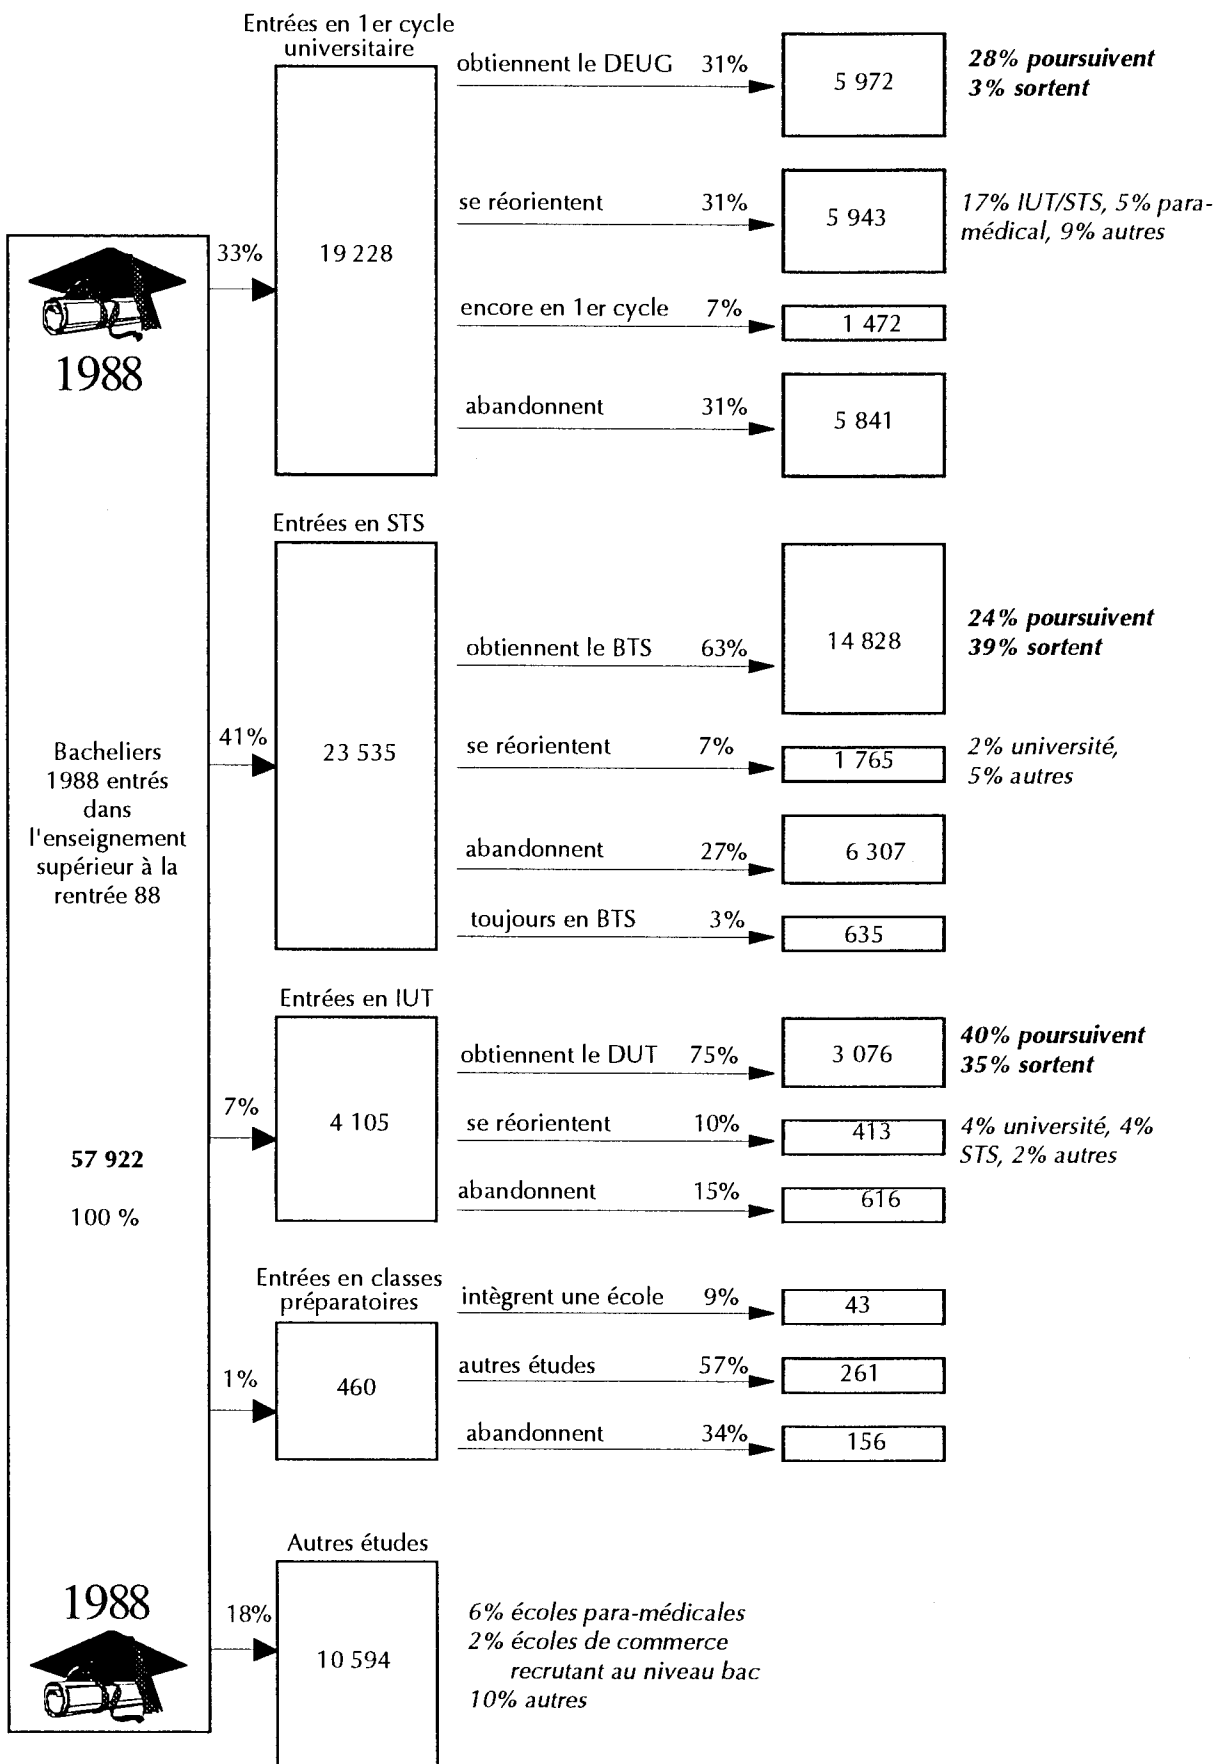 Entrées en 1er cycle
universitaire
obtiennent le DEUG 31%
5 972
28% poursuivent
3% sortent
se réorientent 31%
5 943
17% IUT/STS, 5% para-
médical, 9% autres
33%
19 228
encore en 1er cycle 7%
1 472
1988
abandonnent 31%
5 841
Entrées en STS
obtiennent le BTS 63%
14 828
24% poursuivent
39% sortent
41%
23 535
se réorientent 7%
1 765
2% université,
5% autres
Bacheliers
1988 entrés
dans
l'enseignement
supérieur à la
rentrée 88
abandonnent 27%
6 307
toujours en BTS 3%
635
Entrées en IUT
obtiennent le DUT 75%
3 076
40% poursuivent
35% sortent
7%
4 105
se réorientent 10%
413
4% université, 4%
STS, 2% autres
57 922
100 %
abandonnent 15%
616
Entrées en classes
préparatoires
intègrent une école 9%
43
1%
460
autres études 57%
261
abandonnent 34%
156
Autres études
1988
18%
10 594
6% écoles para-médicales
2% écoles de commerce
recrutant au niveau bac
10% autres